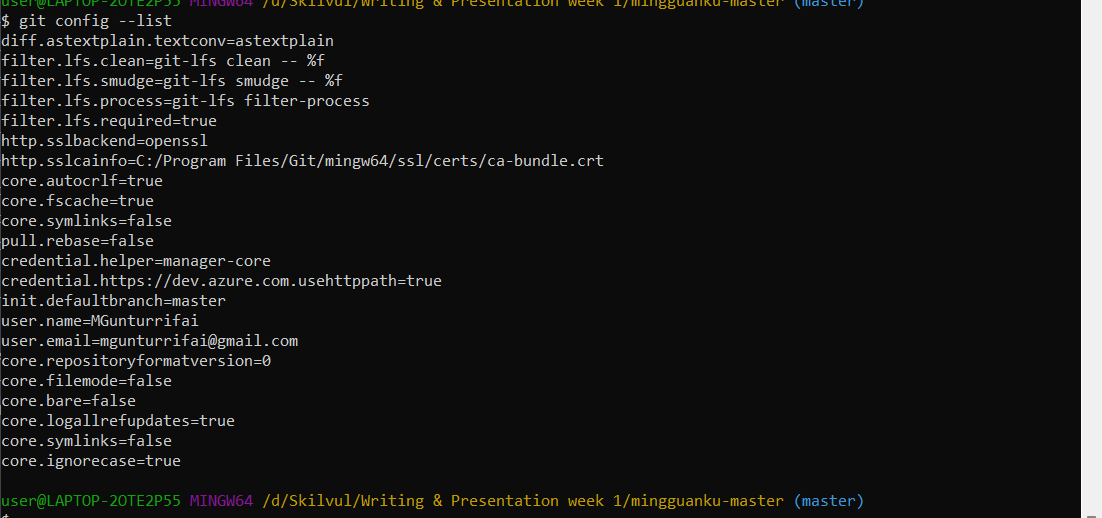 user@LAPTOP-2OTE2P55 MINGW64 /d/Skilvul/Writing & Presentation week 1/mingguanku-master (master)
$ git config --list
diff.astextplain.textconv=astextplain
filter.lfs.clean=git-lfs clean -- %f
filter.lfs.smudge=git-lfs smudge -- %f
filter.lfs.process=git-lfs filter-process
filter.lfs.required=true
http.sslbackend=openssl
http.sslcainfo=C:/Program Files/Git/mingw64/ssl/certs/ca-bundle.crt
core.autocrlf=true
core.fscache=true
core.symlinks=false
pull.rebase=false
credential.helper=manager-core
credential.https://dev.azure.com.usehttppath=true
init.defaultbranch=master
user.name=MGunturrifai
user.email=mgunturrifai@gmail.com
core.repositoryformatversion=0
core.filemode=false
core.bare=false
core.logallrefupdates=true
core.symlinks=false
core.ignorecase=true
user@LAPTOP-2OTE2P55 MINGW64 /d/Skilvul/Writing & Presentation week 1/mingguanku-master (master)
$